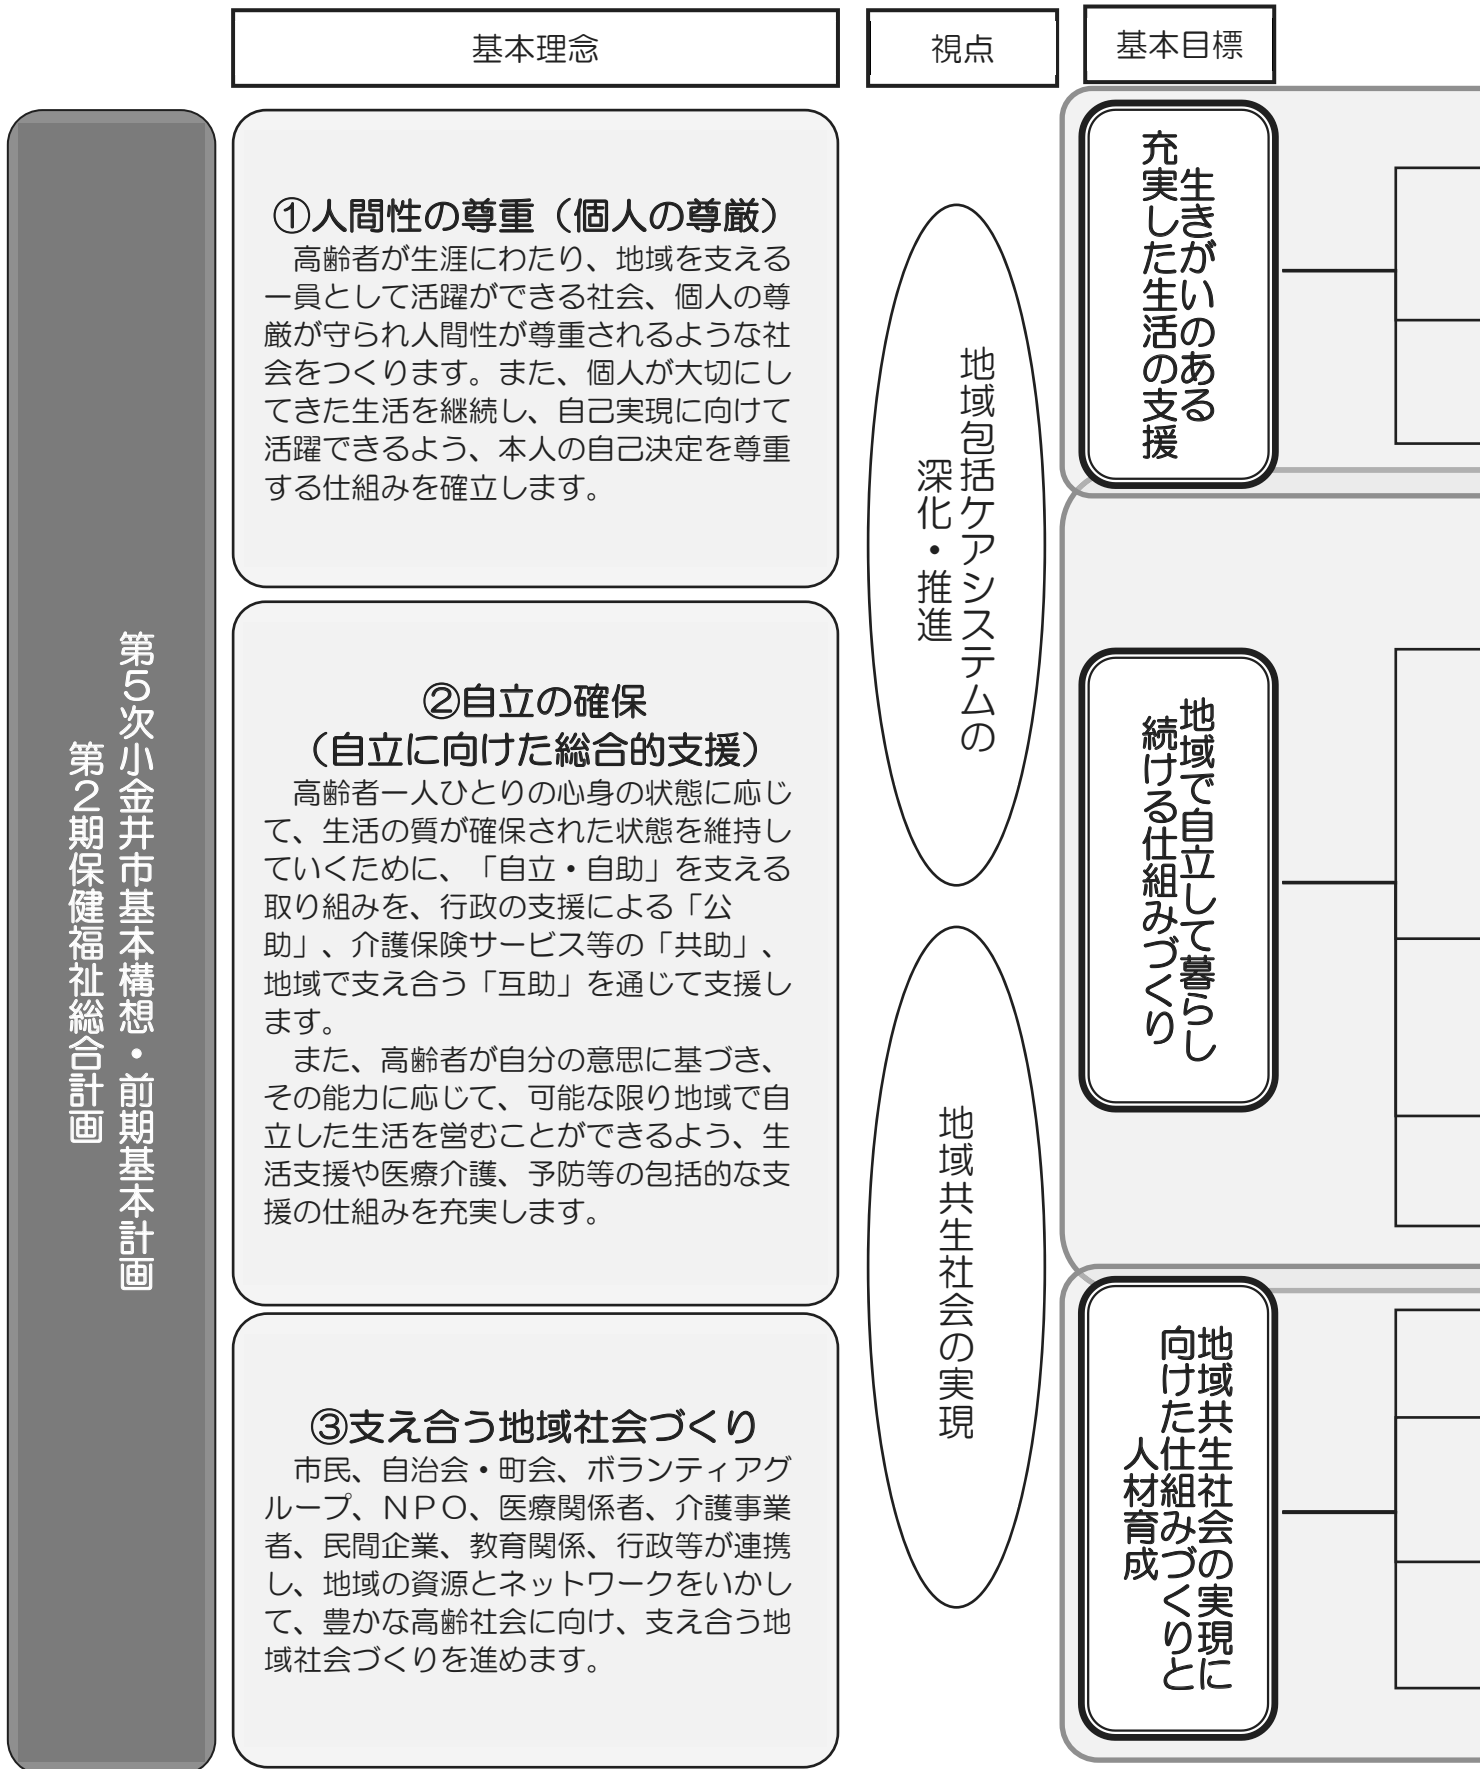 基本理念
視点
基本目標
第５次小金井市基本構想・前期基本計画
第２期保健福祉総合計画
①人間性の尊重（個人の尊厳）
高齢者が生涯にわたり、地域を支える
一員として活躍ができる社会、個人の尊
厳が守られ人間性が尊重されるような社
会をつくります。また、個人が大切にし
てきた生活を継続し、自己実現に向けて
活躍できるよう、本人の自己決定を尊重
する仕組みを確立します。
②自立の確保
（自立に向けた総合的支援）
高齢者一人ひとりの心身の状態に応じ
て、生活の質が確保された状態を維持し
ていくために、「自立・自助」を支える
取り組みを、行政の支援による「公
助」、介護保険サービス等の「共助」、
地域で支え合う「互助」を通じて支援し
ます。
また、高齢者が自分の意思に基づき、
その能力に応じて、可能な限り地域で自
立した生活を営むことができるよう、生
活支援や医療介護、予防等の包括的な支
援の仕組みを充実します。
③支え合う地域社会づくり
市民、自治会・町会、ボランティアグ
ループ、ＮＰＯ、医療関係者、介護事業
者、民間企業、教育関係、行政等が連携
し、地域の資源とネットワークをいかし
て、豊かな高齢社会に向け、支え合う地
域社会づくりを進めます。
地域包括ケアシステムの
深化・推進
地域共生社会の実現
生きがいのある
充実した生活の支援
地域で自立して暮らし
続ける仕組みづくり
地域共生社会の実現に
向けた仕組みづくりと
人材育成